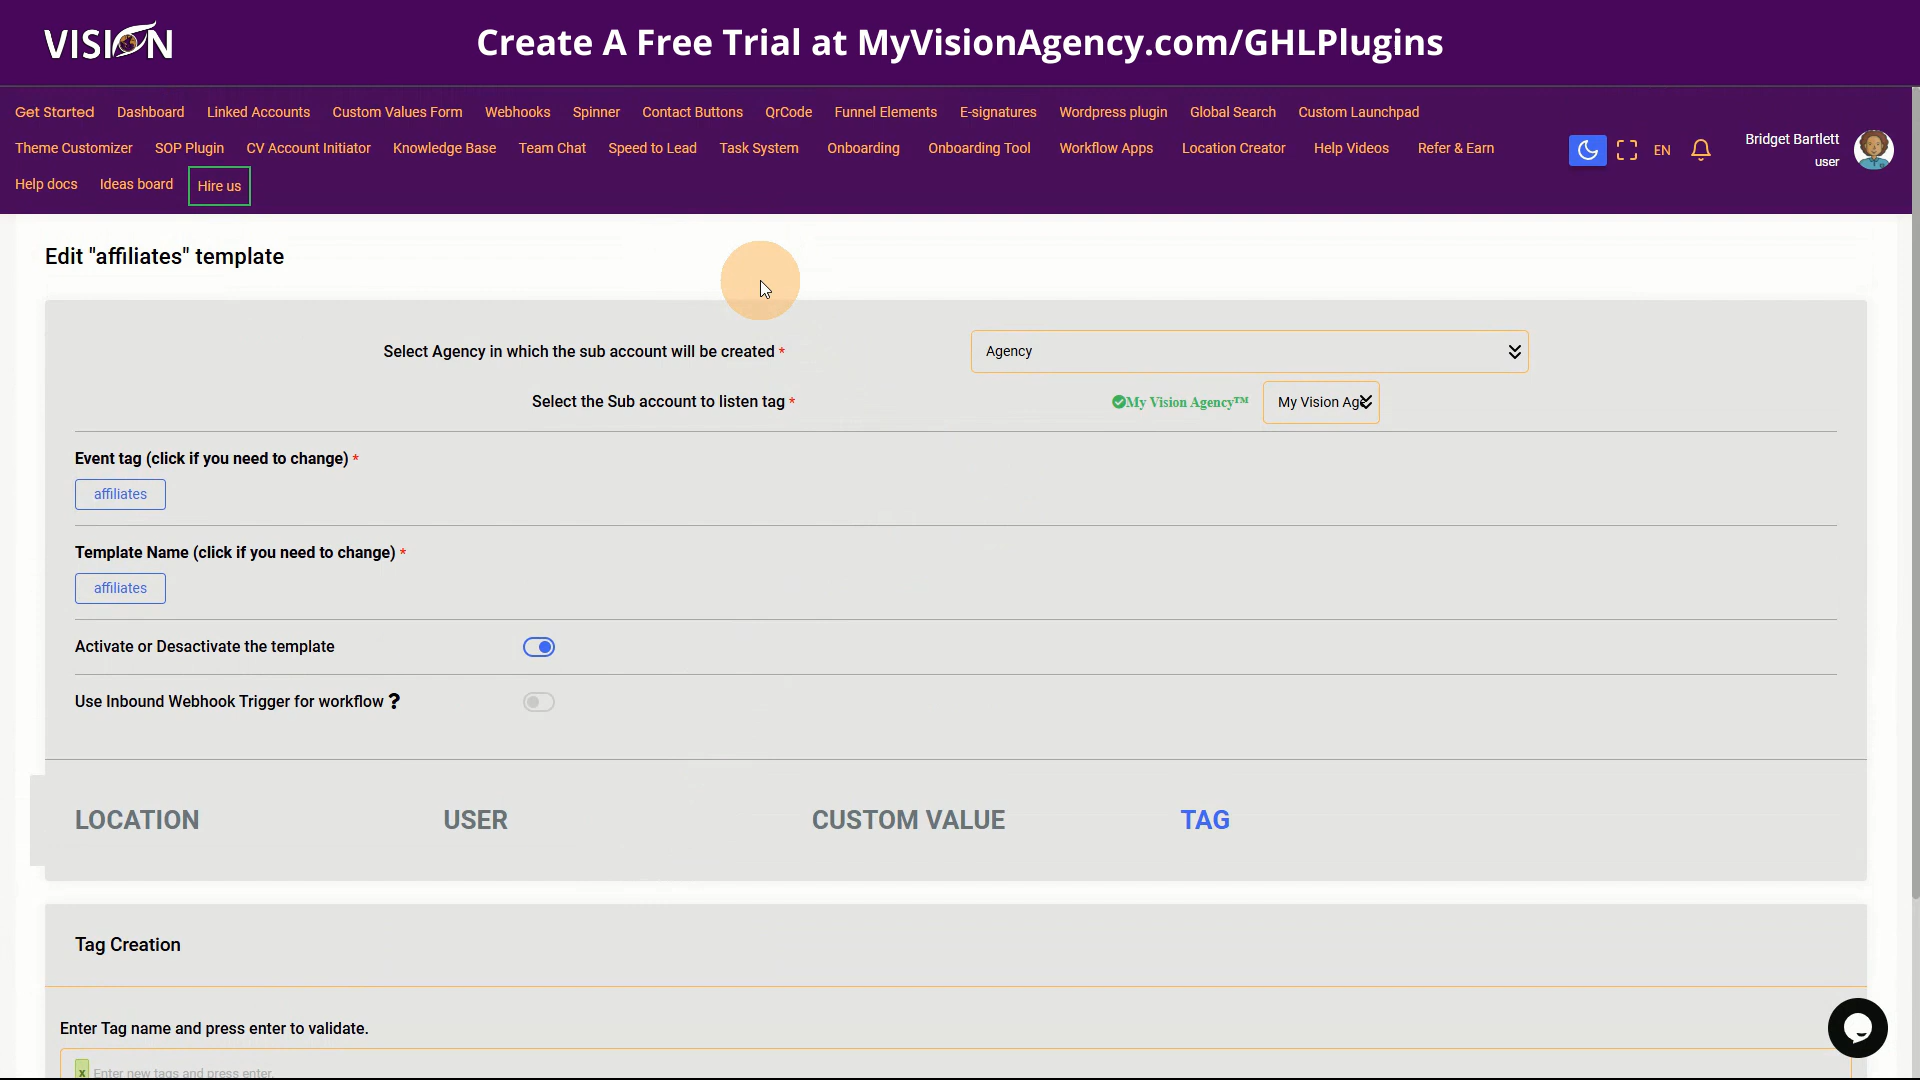 VISION
Create A Free Trial at MyVisionAgency.com/GHLPlugins
Get Started Dashboard Linked Accounts Custom Values Form Webhooks Spinner Contact Buttons QrCode Funnel Elements E-signatures Wordpress plugin Global Search Custom Launchpad
Theme Customizer SOP Plugin CV Account Initiator Knowledge Base Team Chat Speed to Lead Task System Onboarding Onboarding Tool Workflow Apps Location Creator Help Videos Refer & Earn
Help docs Ideas board Hire us
EN
Bridget Bartlett
user
Edit "affiliates" template
Select Agency in which the sub account will be created * Agency
Select the Sub account to listen tag * My Vision Agency™ My Vision Age
Event tag (click if you need to change) *
affiliates
Template Name (click if you need to change) *
affiliates
Activate or Desactivate the template
Use Inbound Webhook Trigger for workflow ?
LOCATION USER CUSTOM VALUE TAG
Tag Creation
Enter Tag name and press enter to validate.
x Enter new tags and press enter.